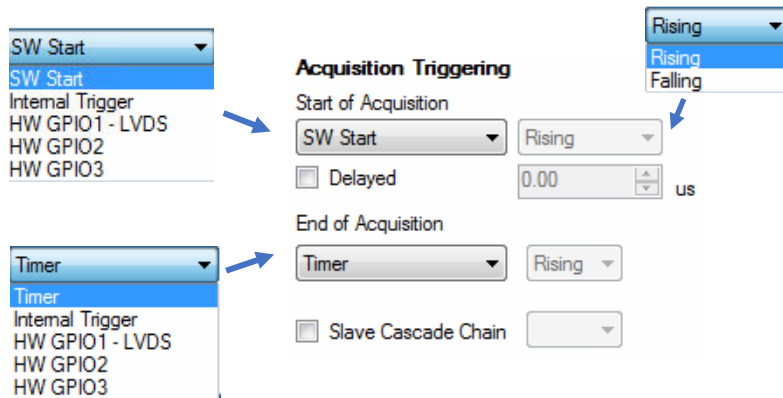 SW Start
SW Start
Internal Trigger
HW GPIO1 - LVDS
HW GPIO2
HW GPIO3
Rising
Rising
Falling
Acquisition Triggering
Start of Acquisition
SW Start Rising
Delayed 0.00 us
End of Acquisition
Timer Rising
Slave Cascade Chain
Timer
Timer
Internal Trigger
HW GPIO1 - LVDS
HW GPIO2
HW GPIO3